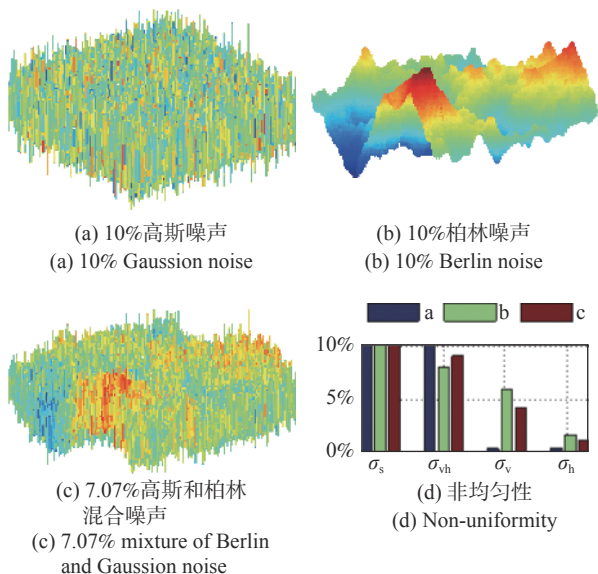 (a) 10%高斯噪声
(a) 10% Gaussion noise
(b) 10%柏林噪声
(b) 10% Berlin noise
(c) 7.07%高斯和柏林
混合噪声
(c) 7.07% mixture of Berlin
and Gaussion noise
a b c
10%
5%
0%
σs σvh σv σh
(d) 非均匀性
(d) Non-uniformity